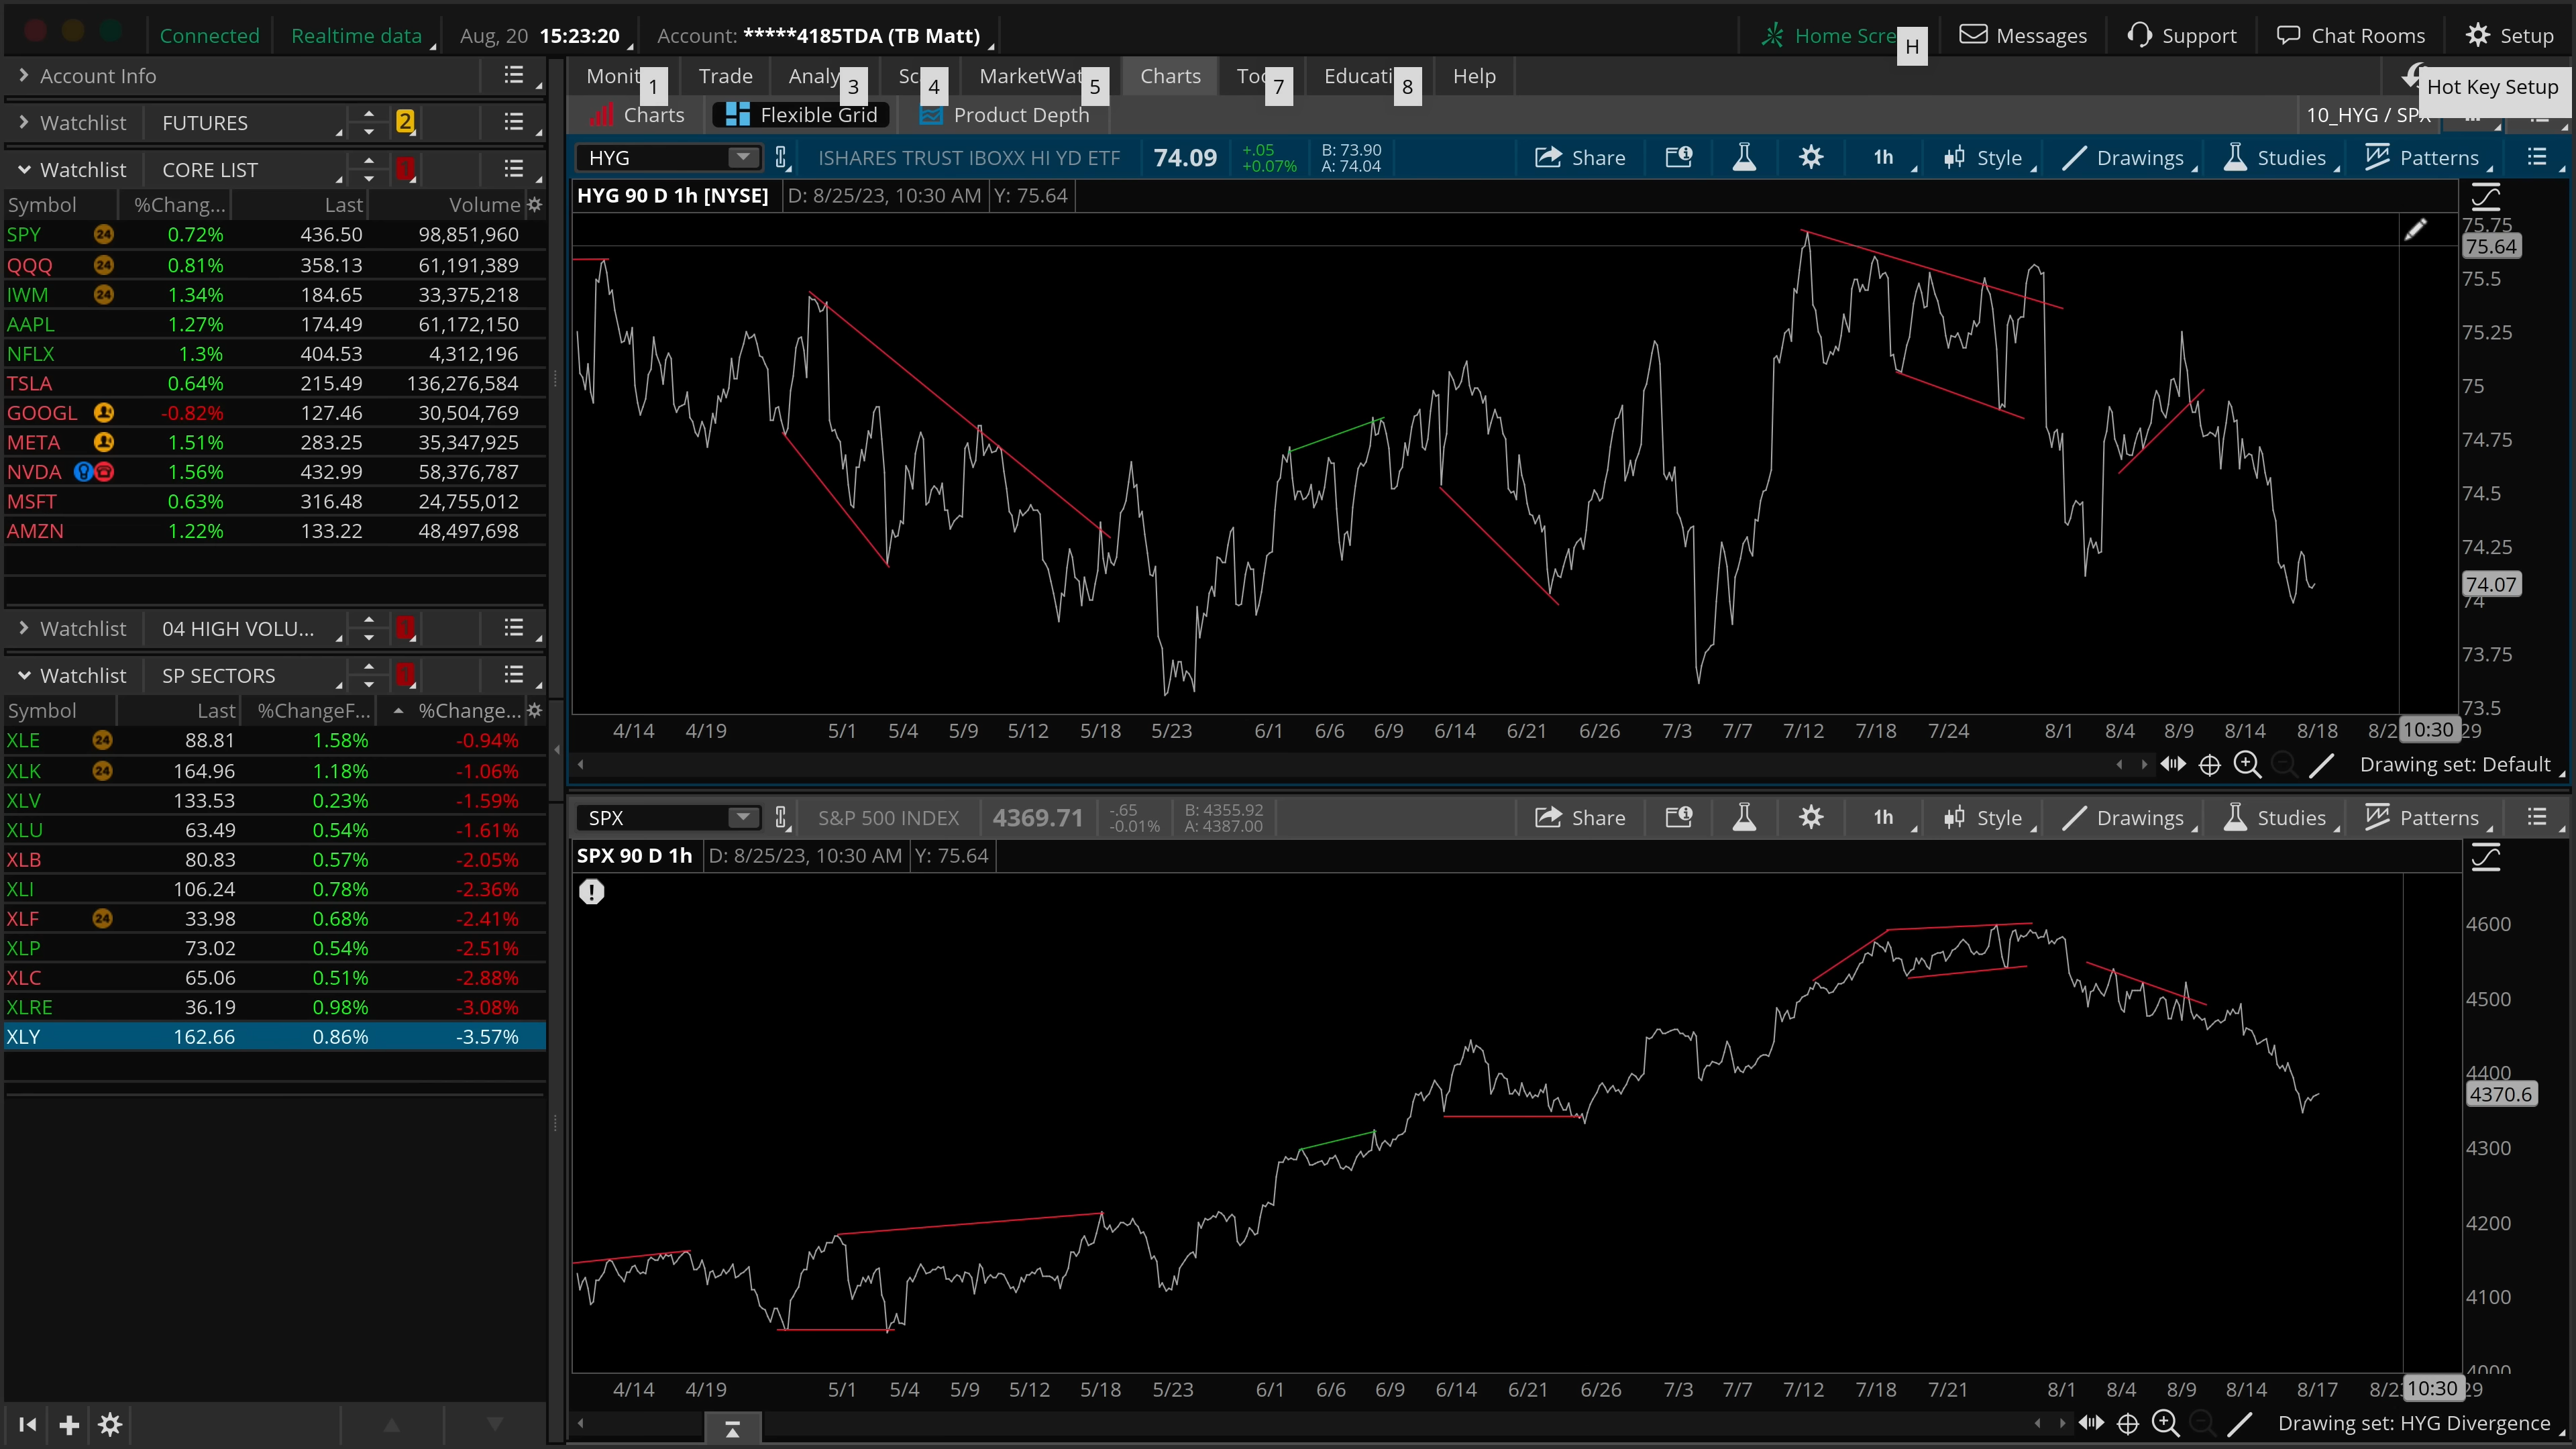 Connected Realtime data Aug, 20 15:23:20 Account: *****4185TDA (TB Matt) Home Scre H Messages Support Chat Rooms Setup
Account Info
Monit 1 Trade Analy 3 Sc 4 MarketWat 5 Charts Too 7 Educati 8 Help Hot Key Setup
Watchlist FUTURES 2
Charts Flexible Grid Product Depth 10_HYG / SPX
Watchlist CORE LIST 1
HYG ISHARES TRUST IBOXX HI YD ETF 74.09 +.05 +0.07% B: 73.90 A: 74.04 Share 1h Style Drawings Studies Patterns
HYG 90 D 1h [NYSE] D: 8/25/23, 10:30 AM Y: 75.64
Symbol %Chang... Last Volume
SPY 24 0.72% 436.50 98,851,960
QQQ 24 0.81% 358.13 61,191,389
IWM 24 1.34% 184.65 33,375,218
AAPL 1.27% 174.49 61,172,150
NFLX 1.3% 404.53 4,312,196
TSLA 0.64% 215.49 136,276,584
GOOGL -0.82% 127.46 30,504,769
META 1.51% 283.25 35,347,925
NVDA 1.56% 432.99 58,376,787
MSFT 0.63% 316.48 24,755,012
AMZN 1.22% 133.22 48,497,698
Watchlist 04 HIGH VOLU... 1
Watchlist SP SECTORS 1
Symbol Last %ChangeF... %Change...
XLE 24 88.81 1.58% -0.94%
XLK 24 164.96 1.18% -1.06%
XLV 133.53 0.23% -1.59%
XLU 63.49 0.54% -1.61%
XLB 80.83 0.57% -2.05%
XLI 106.24 0.78% -2.36%
XLF 24 33.98 0.68% -2.41%
XLP 73.02 0.54% -2.51%
XLC 65.06 0.51% -2.88%
XLRE 36.19 0.98% -3.08%
XLY 162.66 0.86% -3.57%
75.75
75.64
75.5
75.25
75
74.75
74.5
74.25
74.07
74
73.75
73.5
4/14 4/19 5/1 5/4 5/9 5/12 5/18 5/23 6/1 6/6 6/9 6/14 6/21 6/26 7/3 7/7 7/12 7/18 7/24 8/1 8/4 8/9 8/14 8/18 8/2 10:30 29
Drawing set: Default
SPX S&P 500 INDEX 4369.71 -.65 -0.01% B: 4355.92 A: 4387.00 Share 1h Style Drawings Studies Patterns
SPX 90 D 1h D: 8/25/23, 10:30 AM Y: 75.64
4600
4500
4400
4370.6
4300
4200
4100
4000
4/14 4/19 5/1 5/4 5/9 5/12 5/18 5/23 6/1 6/6 6/9 6/14 6/21 6/26 7/3 7/7 7/12 7/18 7/21 8/1 8/4 8/9 8/14 8/17 8/2 10:30 29
Drawing set: HYG Divergence